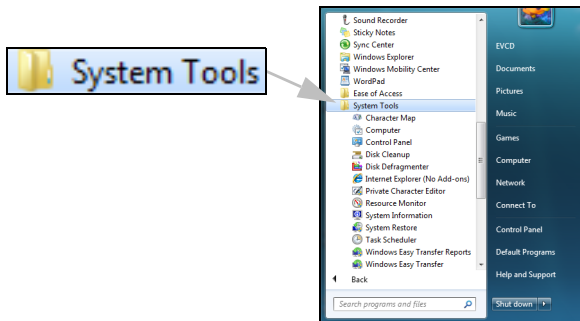 System Tools
Sound Recorder
Sticky Notes
Sync Center
Windows Explorer
Windows Mobility Center
WordPad
Ease of Access
System Tools
Character Map
Computer
Control Panel
Disk Cleanup
Disk Defragmenter
Internet Explorer (No Add-ons)
Private Character Editor
Resource Monitor
System Information
System Restore
Task Scheduler
Windows Easy Transfer Reports
Windows Easy Transfer
Back
Search programs and files
EVCD
Documents
Pictures
Music
Games
Computer
Network
Connect To
Control Panel
Default Programs
Help and Support
Shut down